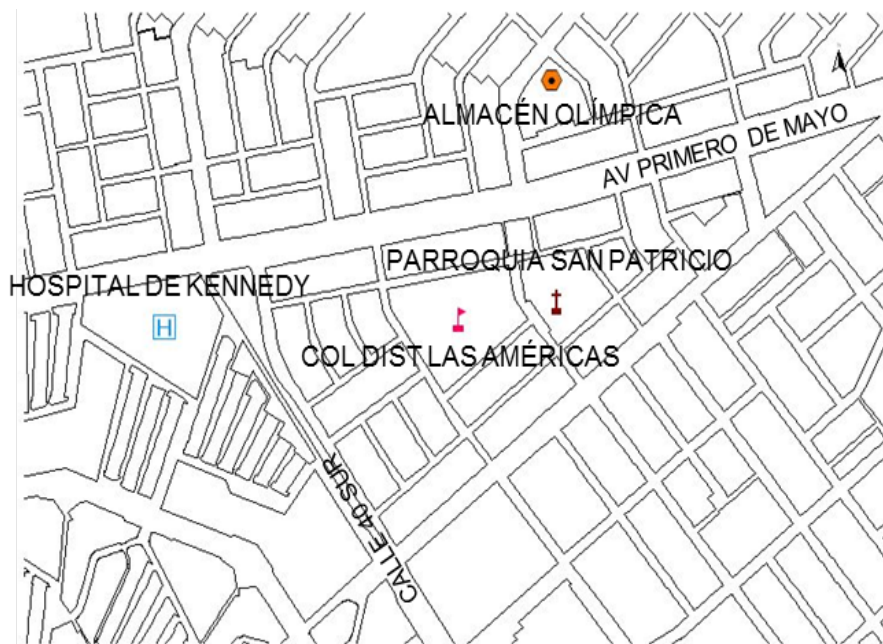 ALMACÉN OLÍMPICA
AV PRIMERO DE MAYO
PARROQUIA SAN PATRICIO
HOSPITAL DE KENNEDY
H
COL DIST LAS AMÉRICAS
CALLE 40 SUR